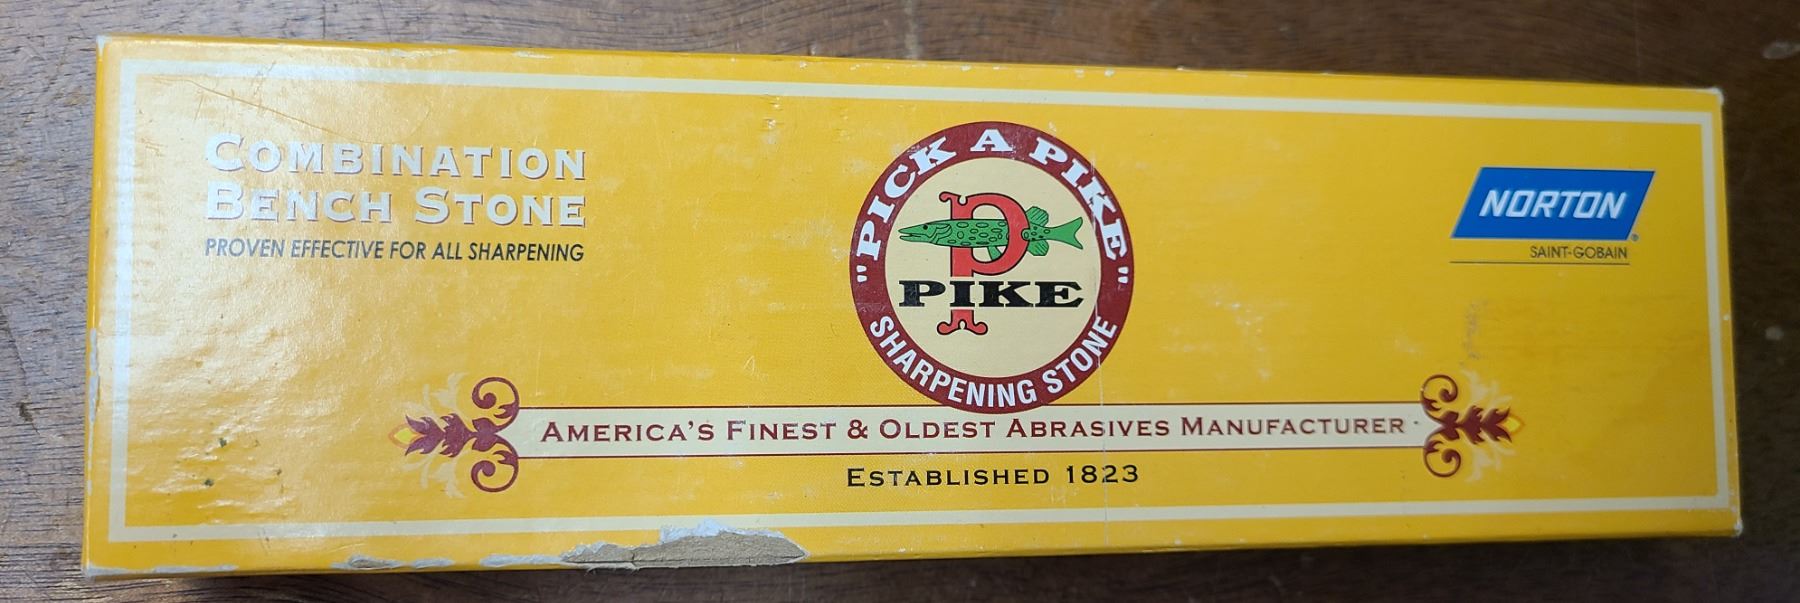 COMBINATION
BENCH STONE
PROVEN EFFECTIVE FOR ALL SHARPENING
"PICK A PIKE"
P
PIKE
SHARPENING STONE
NORTON®
SAINT-GOBAIN
AMERICA'S FINEST & OLDEST ABRASIVES MANUFACTURER
ESTABLISHED 1823